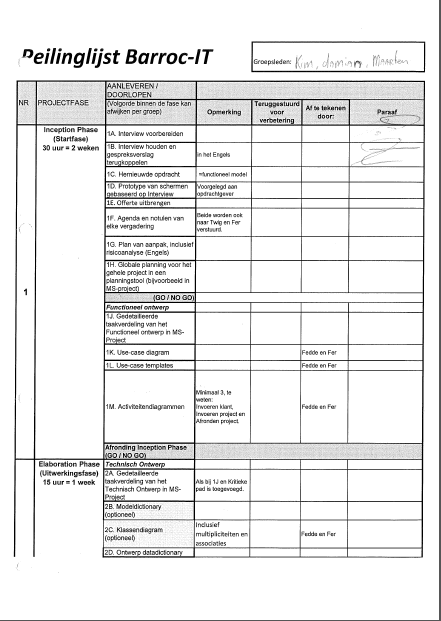 Peilinglijst Barroc-IT
Groepsleden: Kim, damian, Maarten
NR
PROJECTFASE
AANLEVEREN /
DOORLOPEN
(Volgorde binnen de fase kan
afwijken per groep)
Opmerking
Teruggestuurd
voor
verbetering
Af te tekenen
door:
Paraaf
1
Inception Phase
(Startfase)
30 uur = 2 weken
1A. Interview voorbereiden
1B. Interview houden en
gespreksverslag
terugkoppelen
in het Engels
1C. Hernieuwde opdracht
=functioneel model
1D. Prototype van schermen
gebaseerd op Interview
Voorgelegd aan
opdrachtgever
1E. Offerte uitbrengen
1F. Agenda en notulen van
elke vergadering
Beide worden ook
naar Twig en Fer
verstuurd.
1G. Plan van aanpak, inclusief
risicoanalyse (Engels)
1H. Globale planning voor het
gehele project in een
planningstool (bijvoorbeeld in
MS-project)
(GO / NO GO)
Functioneel ontwerp
1J. Gedetailleerde
taakverdeling van het
Functioneel ontwerp in MS-
Project
1K. Use-case diagram
Fedde en Fer
1L. Use-case templates
Fedde en Fer
1M. Activiteitendiagrammen
Minimaal 3, te
weten:
Invoeren klant,
Invoeren project en
Afronden project.
Fedde en Fer
Afronding Inception Phase
(GO / NO GO)
Elaboration Phase
(Uitwerkingsfase)
15 uur = 1 week
Technisch Ontwerp
2A. Gedetailleerde
taakverdeling van het
Technisch Ontwerp in MS-
Project
Als bij 1J en Kritieke
pad is toegevoegd.
2B. Modeldictionary
(optioneel)
2C. Klassendiagram
(optioneel)
Inclusief
multipliciteiten en
associaties
Fedde en Fer
2D. Ontwerp datadictionary